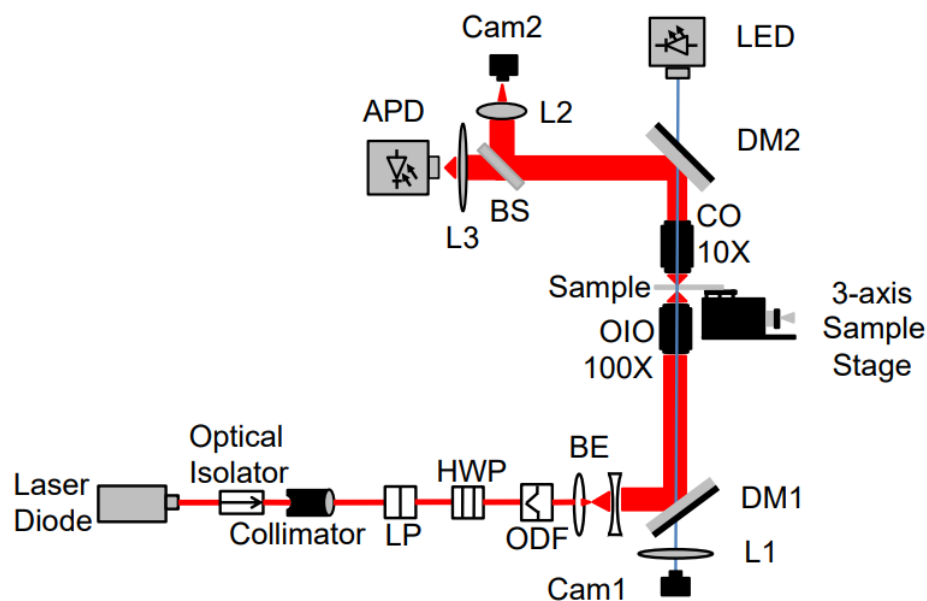 Cam2
LED
APD
L2
DM2
BS
L3
CO
10X
Sample
3-axis
Sample
Stage
OIO
100X
Optical
Isolator
BE
HWP
Laser
Diode
DM1
Collimator
LP
ODF
L1
Cam1